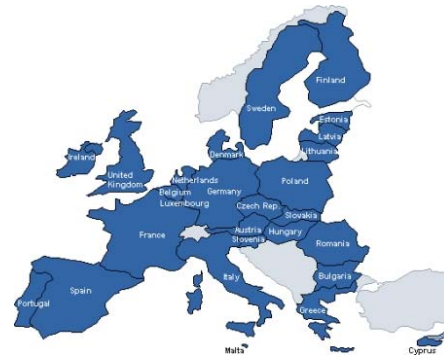 Finland
Sweden
Estonia
Latvia
Lithuania
Denmark
Ireland
United
Kingdom
Netherlands
Belgium
Luxembourg
Germany
Poland
Czech Rep.
Slovakia
France
Austria
Slovenia
Hungary
Romania
Bulgaria
Italy
Portugal
Spain
Greece
Malta
Cyprus